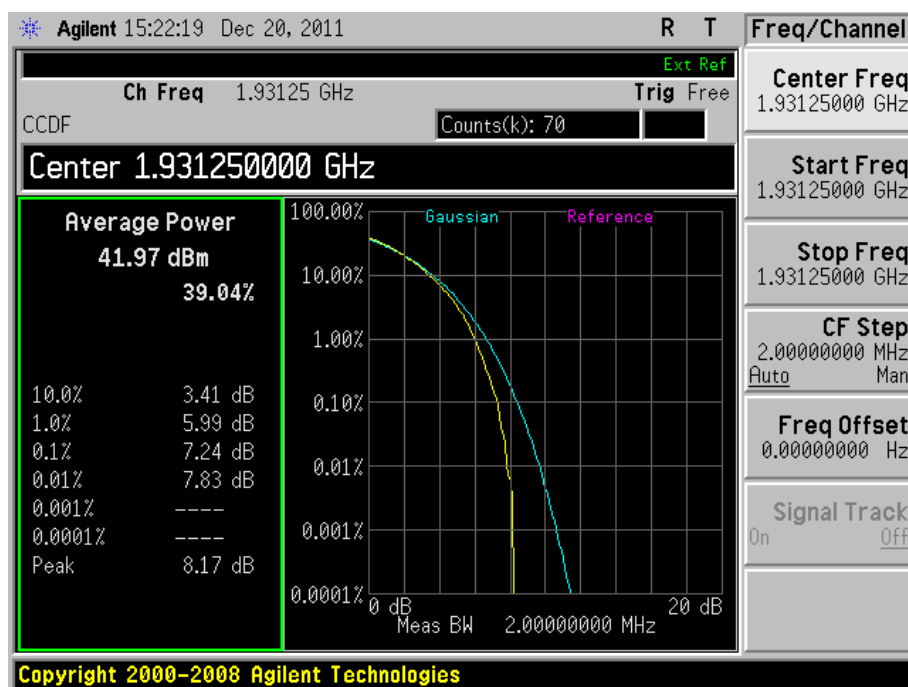 Agilent 15:22:19 Dec 20, 2011 R T
Freq/Channel
Ext Ref
Ch Freq 1.93125 GHz Trig Free
CCDF Counts(k): 70
Center 1.931250000 GHz
Average Power
41.97 dBm
39.04%
10.0% 3.41 dB
1.0% 5.99 dB
0.1% 7.24 dB
0.01% 7.83 dB
0.001% ----
0.0001% ----
Peak 8.17 dB
Gaussian Reference
100.00%
10.00%
1.00%
0.10%
0.01%
0.001%
0.0001%
0 dB 20 dB
Meas BW 2.00000000 MHz
Center Freq
1.93125000 GHz
Start Freq
1.93125000 GHz
Stop Freq
1.93125000 GHz
CF Step
2.00000000 MHz
Auto Man
Freq Offset
0.00000000 Hz
Signal Track
On Off
Copyright 2000-2008 Agilent Technologies